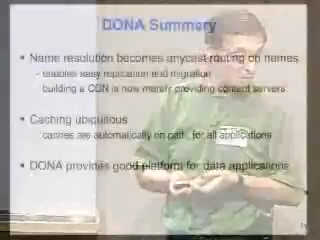 DONA Summary
• Name resolution becomes anycast routing on names
- enables easy replication and migration
building a CDN is now merely providing content servers
• Caching ubiquitous
caches are automatically on path, for all applications
• DONA provides good platform for data applications